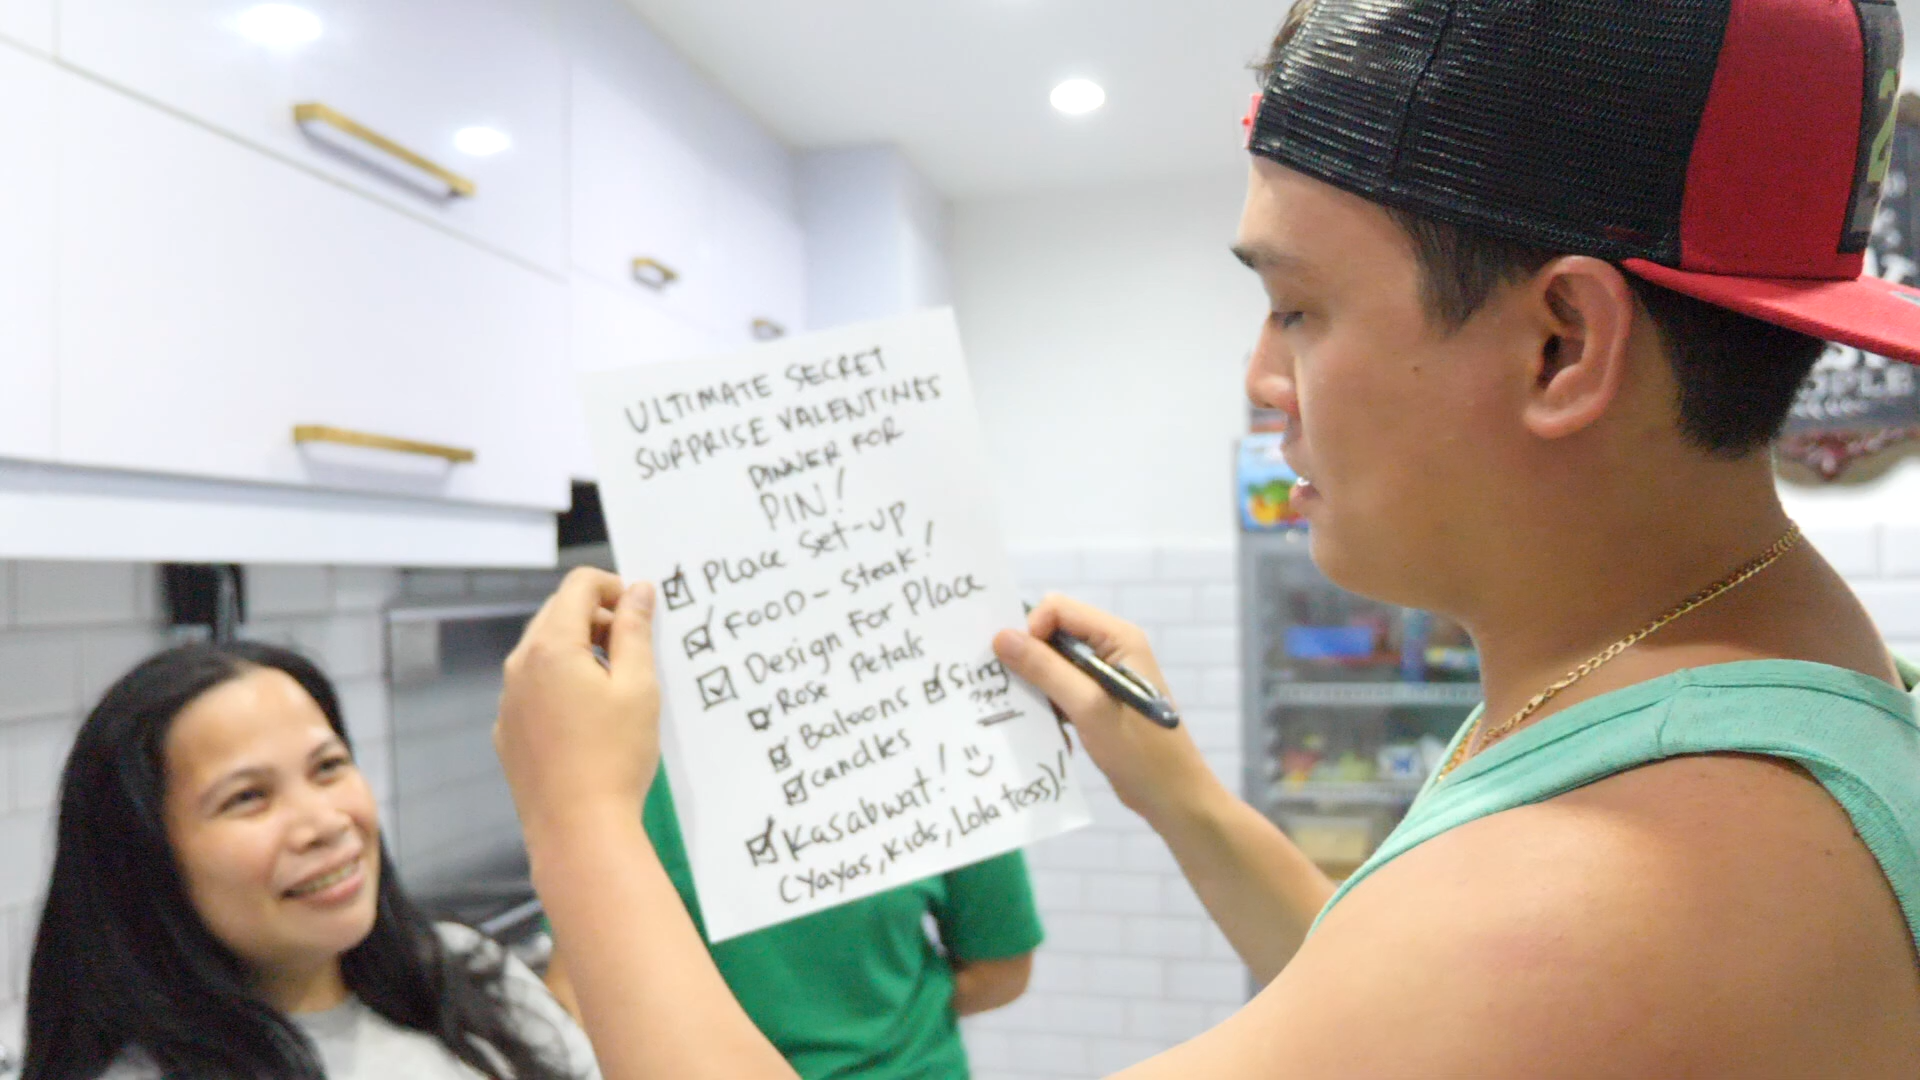 ULTIMATE SECRET
SURPRISE VALENTINES
DINNER FOR
PIN!
Place Set-up
FOOD - Steak!
Design For Place
Rose Petals
Baloons
Sing
???
candles
Kasabwat!
(Yayas, Kids, Lola Tess)!